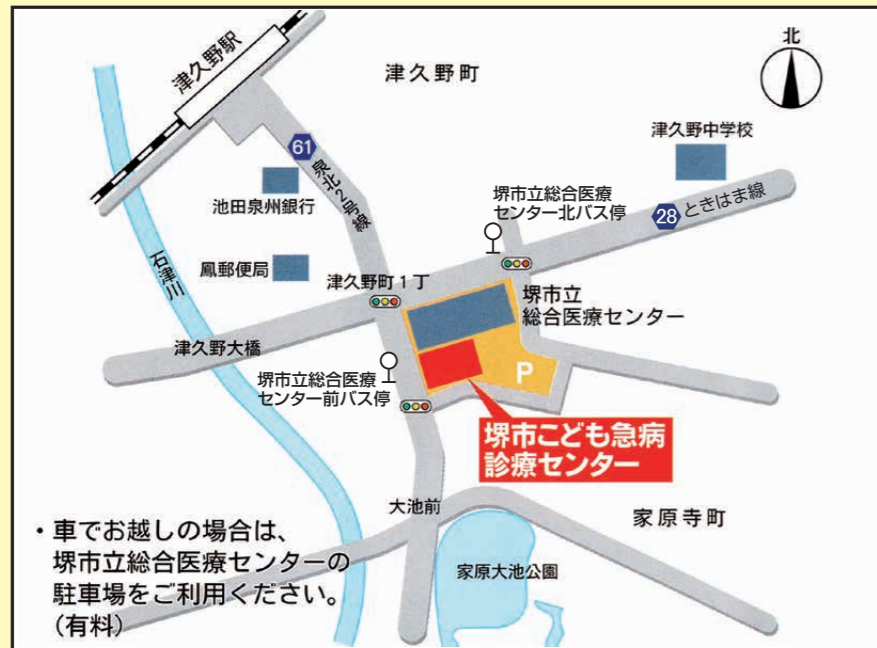 北
津久野駅
津久野町
津久野中学校
61
泉北2号線
池田泉州銀行
堺市立総合医療
センター北バス停
28
ときはま線
石津川
鳳郵便局
津久野町1丁
堺市立
総合医療センター
津久野大橋
堺市立総合医療
センター前バス停
P
堺市こども急病
診療センター
大池前
家原寺町
家原大池公園
・車でお越しの場合は、
堺市立総合医療センターの
駐車場をご利用ください。
(有料)